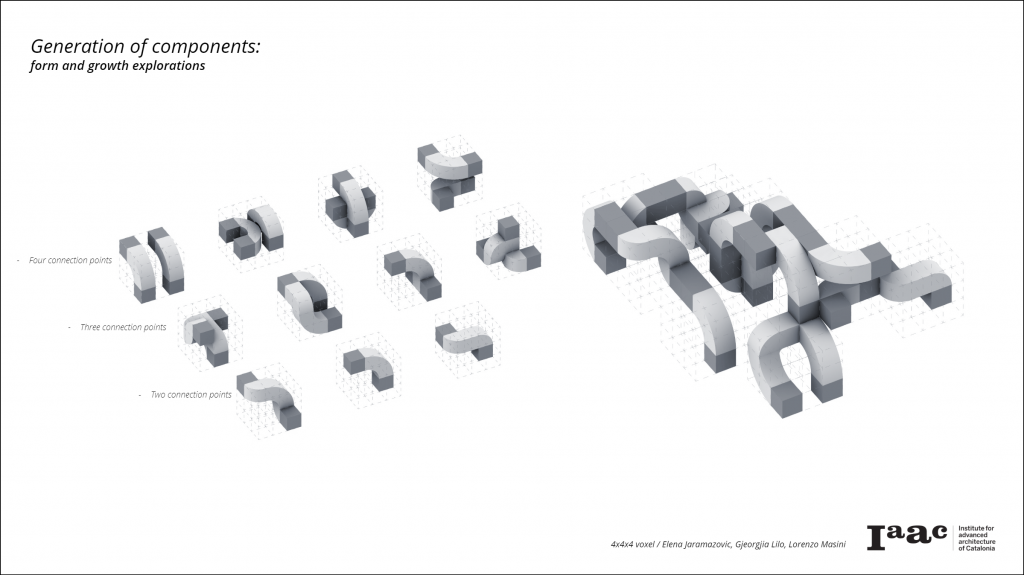 Generation of components:
form and growth explorations
- Four connection points
- Three connection points
- Two connection points
4x4x4 voxel / Elena Jaramazovic, Gjeorgjia Lilo, Lorenzo Masini
Iaac
Institute for
advanced
architecture
of Catalonia